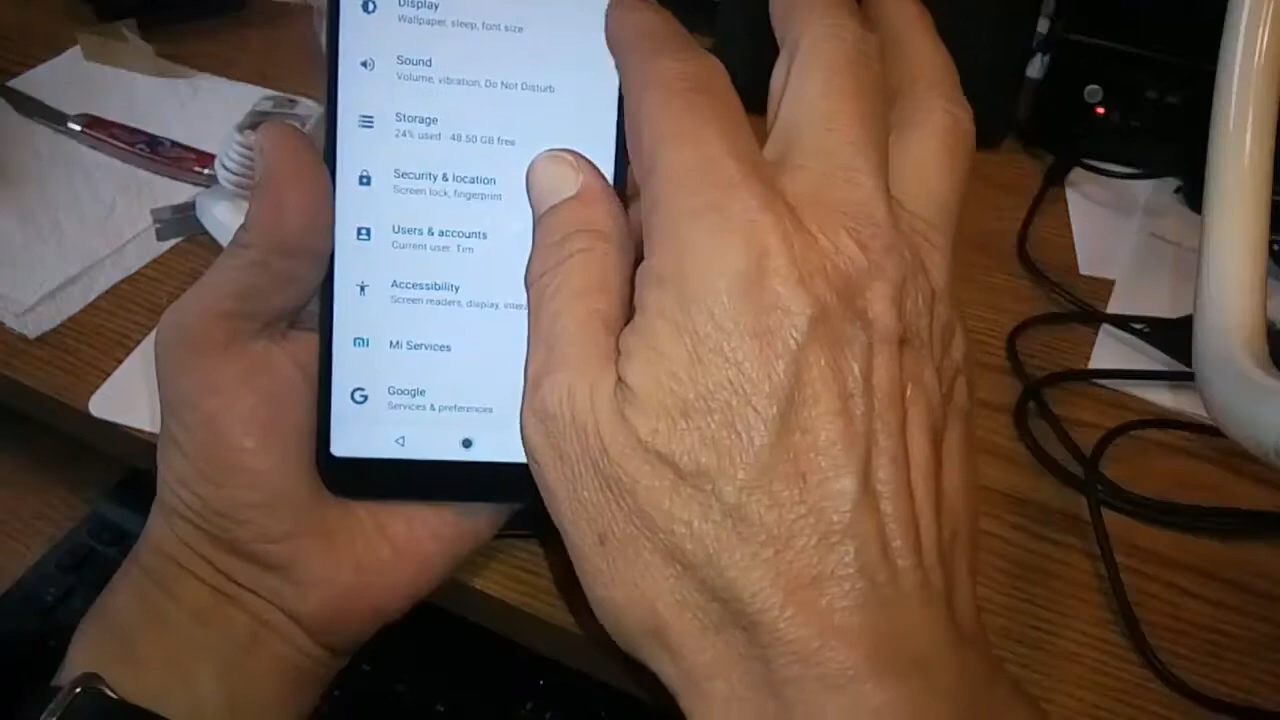 Display
Wallpaper, sleep, font size
Sound
Volume, vibration, Do Not Disturb
Storage
24% used · 48.50 GB free
Security & location
Screen lock, fingerprint
Users & accounts
Current user: Tim
Accessibility
Screen readers, display,
mi Mi Services
G Google
Services & preferences